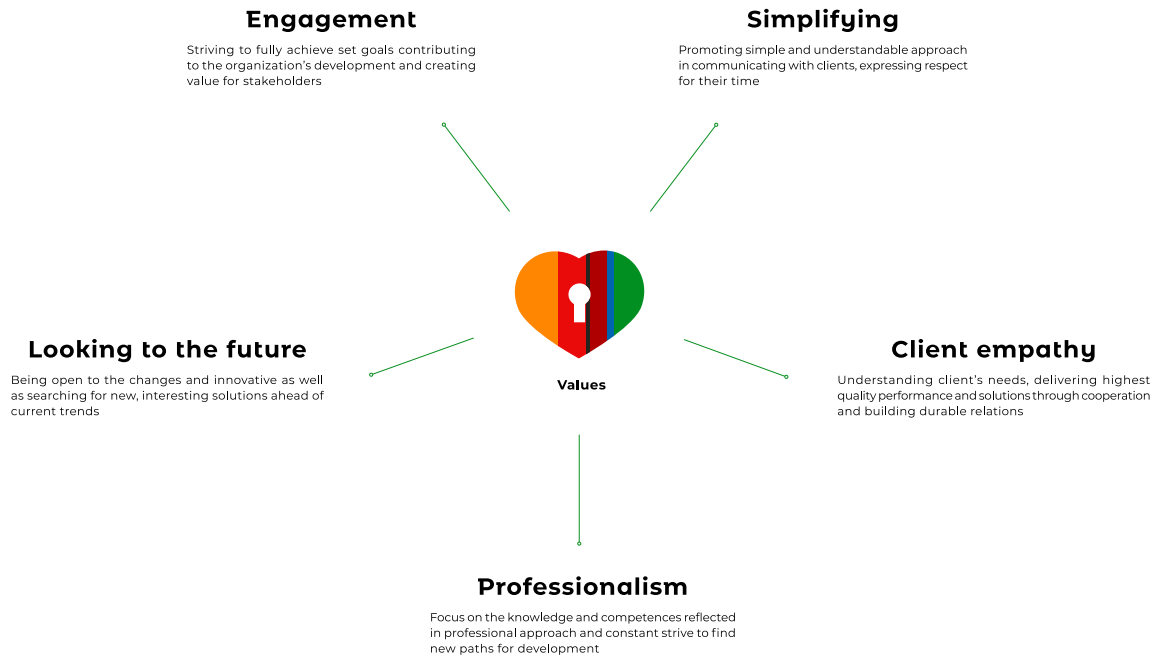 Engagement
Striving to fully achieve set goals contributing
to the organization's development and creating
value for stakeholders
Simplifying
Promoting simple and understandable approach
in communicating with clients, expressing respect
for their time
Looking to the future
Being open to the changes and innovative as well
as searching for new, interesting solutions ahead of
current trends
Values
Client empathy
Understanding client's needs, delivering highest
quality performance and solutions through cooperation
and building durable relations
Professionalism
Focus on the knowledge and competences reflected
in professional approach and constant strive to find
new paths for development